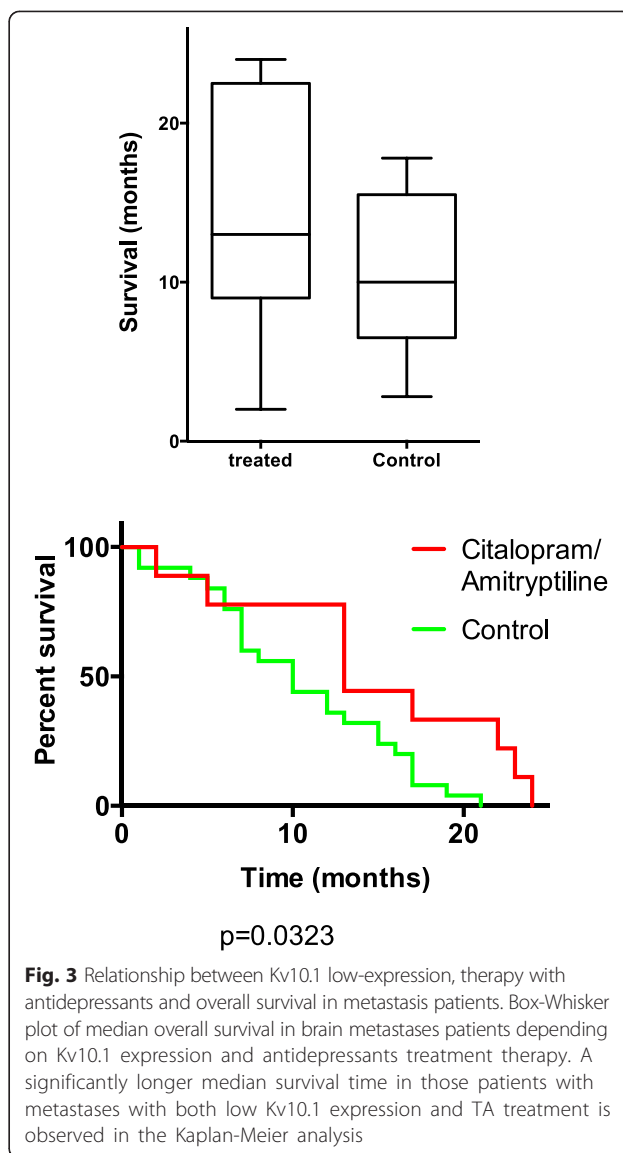 Survival (months)
20
10
0
treated Control
Percent survival
100
50
0
Citalopram/
Amitryptiline
Control
0 10 20
Time (months)
p=0.0323
Fig. 3 Relationship between Kv10.1 low-expression, therapy with
antidepressants and overall survival in metastasis patients. Box-Whisker
plot of median overall survival in brain metastases patients depending
on Kv10.1 expression and antidepressants treatment therapy. A
significantly longer median survival time in those patients with
metastases with both low Kv10.1 expression and TA treatment is
observed in the Kaplan-Meier analysis